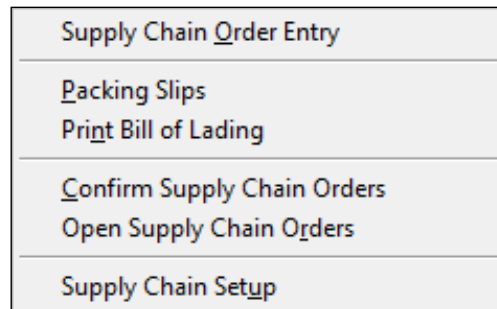 Supply Chain Order Entry
Packing Slips
Print Bill of Lading
Confirm Supply Chain Orders
Open Supply Chain Orders
Supply Chain Setup